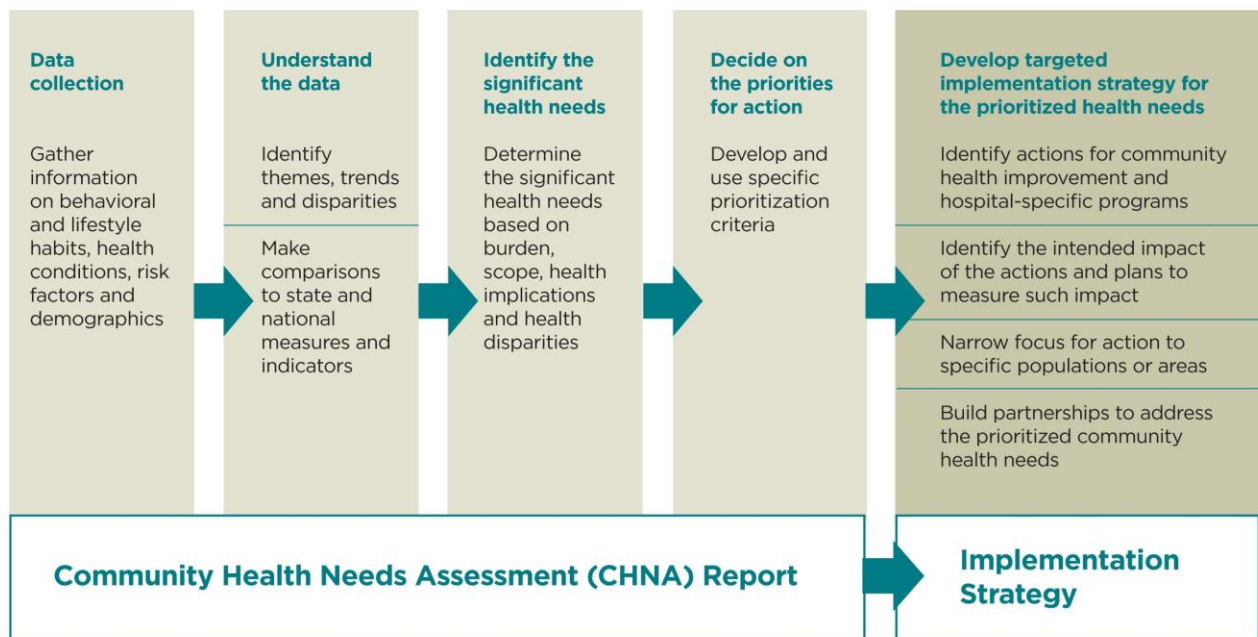 Data
collection
Gather
information
on behavioral
and lifestyle
habits, health
conditions, risk
factors and
demographics
Understand
the data
Identify
themes, trends
and disparities
Make
comparisons
to state and
national
measures and
indicators
Identify the
significant
health needs
Determine
the significant
health needs
based on
burden,
scope, health
implications
and health
disparities
Decide on
the priorities
for action
Develop and
use specific
prioritization
criteria
Develop targeted
implementation strategy for
the prioritized health needs
Identify actions for community
health improvement and
hospital-specific programs
Identify the intended impact
of the actions and plans to
measure such impact
Narrow focus for action to
specific populations or areas
Build partnerships to address
the prioritized community
health needs
Community Health Needs Assessment (CHNA) Report
Implementation
Strategy